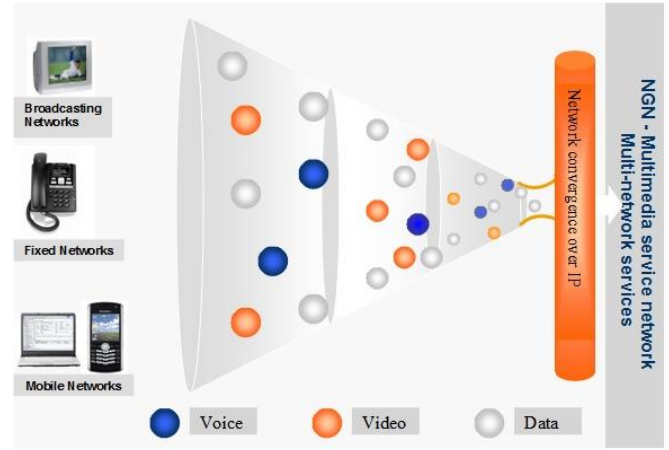 Broadcasting
Networks
Fixed Networks
Mobile Networks
Network convergence over IP
NGN - Multimedia service network
Multi-network services
Voice
Video
Data